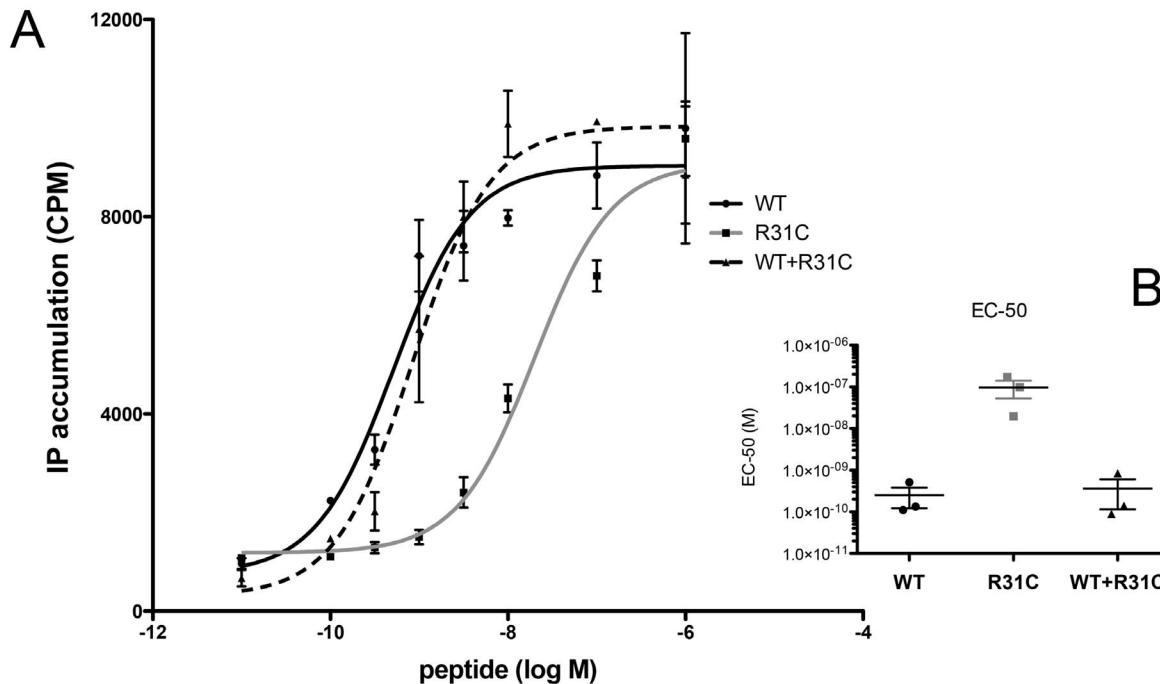 A
12000
8000
4000
0
IP accumulation (CPM)
-12
-10
-8
-6
-4
peptide (log M)
WT
R31C
WT+R31C
B
EC-50
1.0×10⁻⁰⁶
1.0×10⁻⁰⁷
1.0×10⁻⁰⁸
1.0×10⁻⁰⁹
1.0×10⁻¹⁰
1.0×10⁻¹¹
EC-50 (M)
WT
R31C
WT+R31C